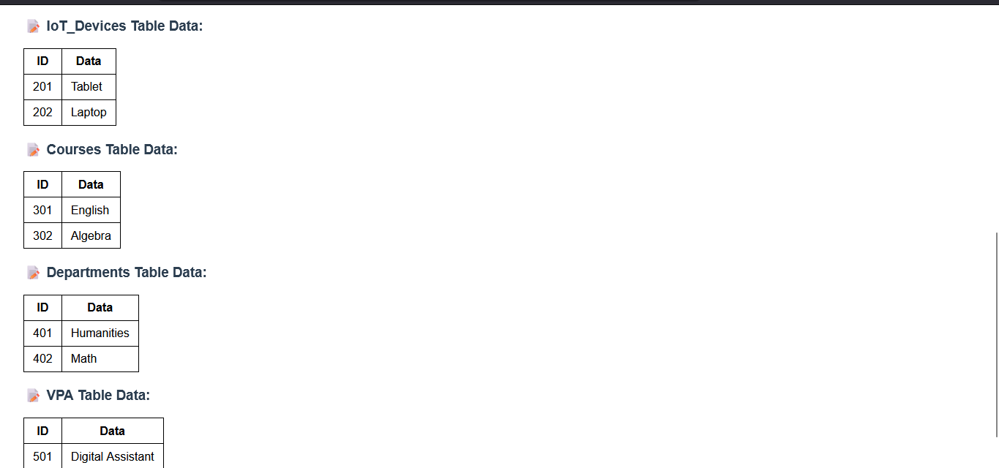 IoT_Devices Table Data:
ID Data
201 Tablet
202 Laptop
Courses Table Data:
ID Data
301 English
302 Algebra
Departments Table Data:
ID Data
401 Humanities
402 Math
VPA Table Data:
ID Data
501 Digital Assistant